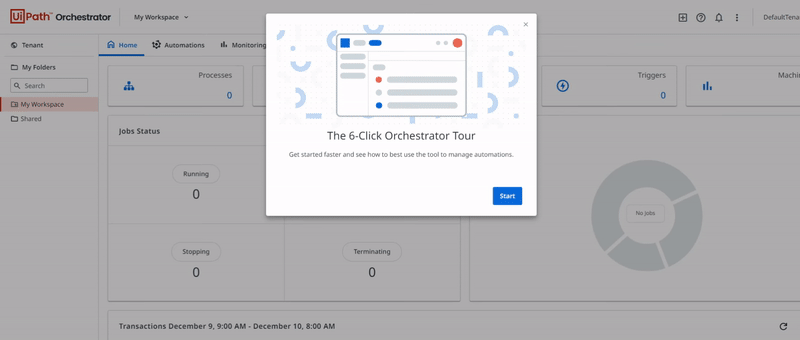 UiPath Orchestrator
My Workspace
DefaultTena
Tenant
My Folders
Search
My Workspace
Shared
Home
Automations
Monitoring
Processes
0
Triggers
0
Machin
Jobs Status
Running
0
Stopping
0
Terminating
0
No Jobs
Transactions December 9, 9:00 AM - December 10, 8:00 AM
The 6-Click Orchestrator Tour
Get started faster and see how to best use the tool to manage automations.
Start